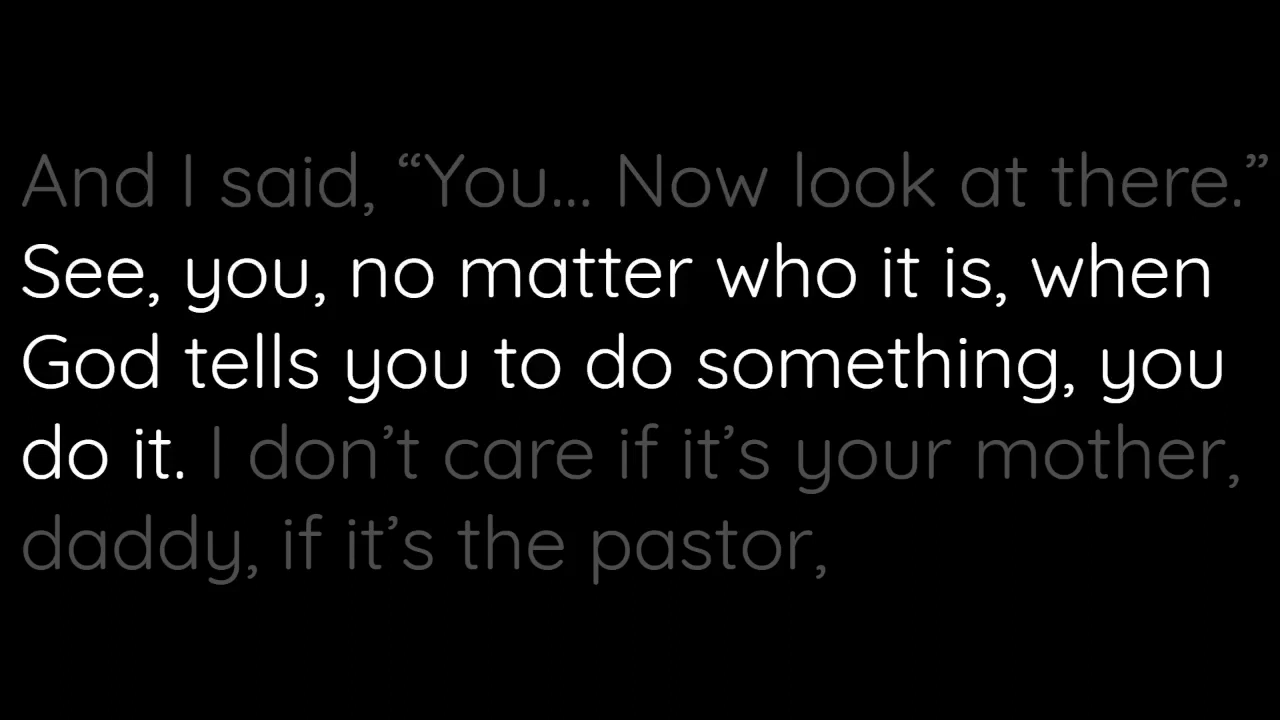 And I said, “You... Now look at there.”
See, you, no matter who it is, when
God tells you to do something, you
do it. I don’t care if it’s your mother,
daddy, if it’s the pastor,